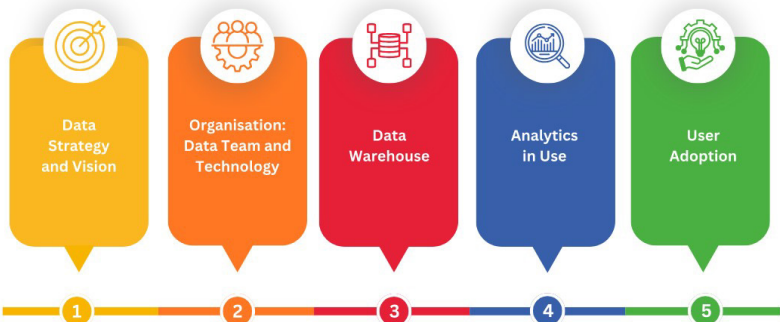 Data
Strategy
and Vision
Organisation:
Data Team and
Technology
Data
Warehouse
Analytics
in Use
User
Adoption
1
2
3
4
5